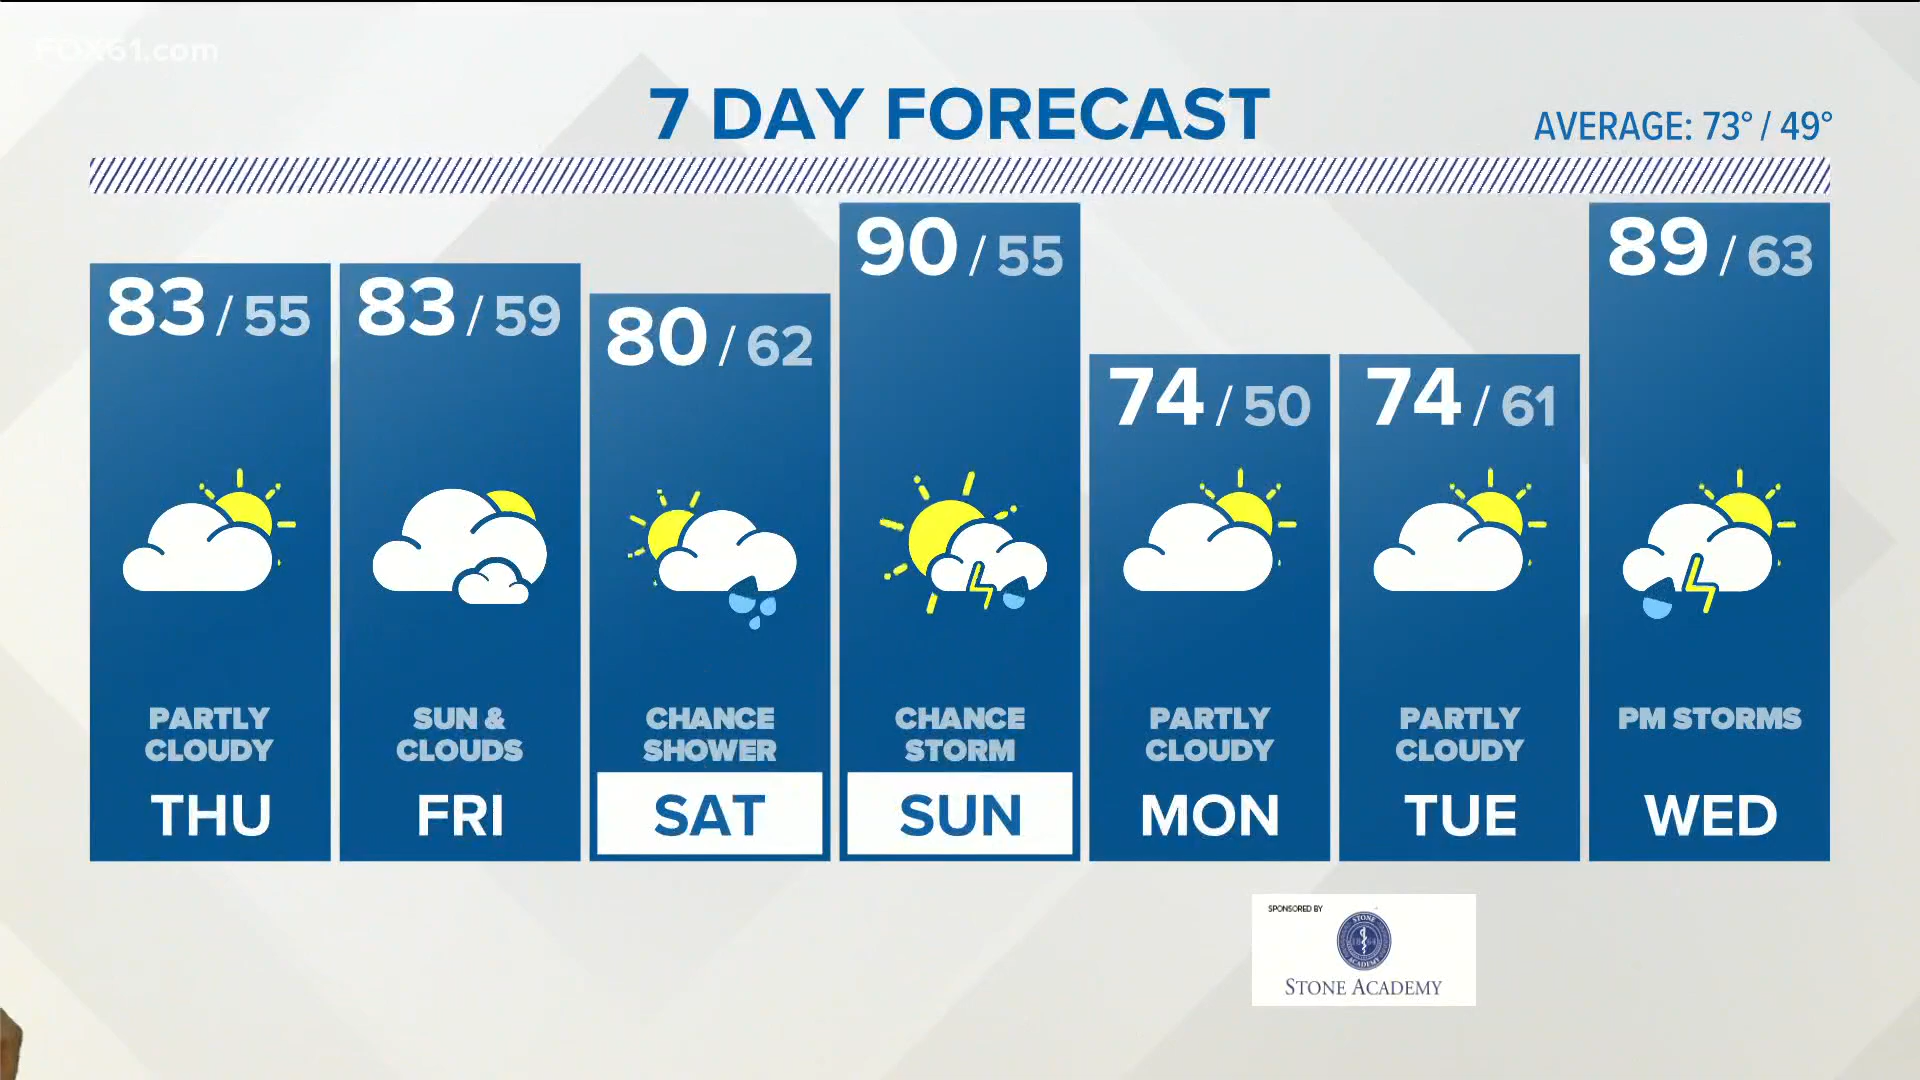 FOX61.com
7 DAY FORECAST
AVERAGE: 73° / 49°
83 / 55
PARTLY
CLOUDY
THU
83 / 59
SUN &
CLOUDS
FRI
80 / 62
CHANCE
SHOWER
SAT
90 / 55
CHANCE
STORM
SUN
74 / 50
PARTLY
CLOUDY
MON
74 / 61
PARTLY
CLOUDY
TUE
89 / 63
PM STORMS
WED
SPONSORED BY
STONE
ACADEMY
STONE ACADEMY